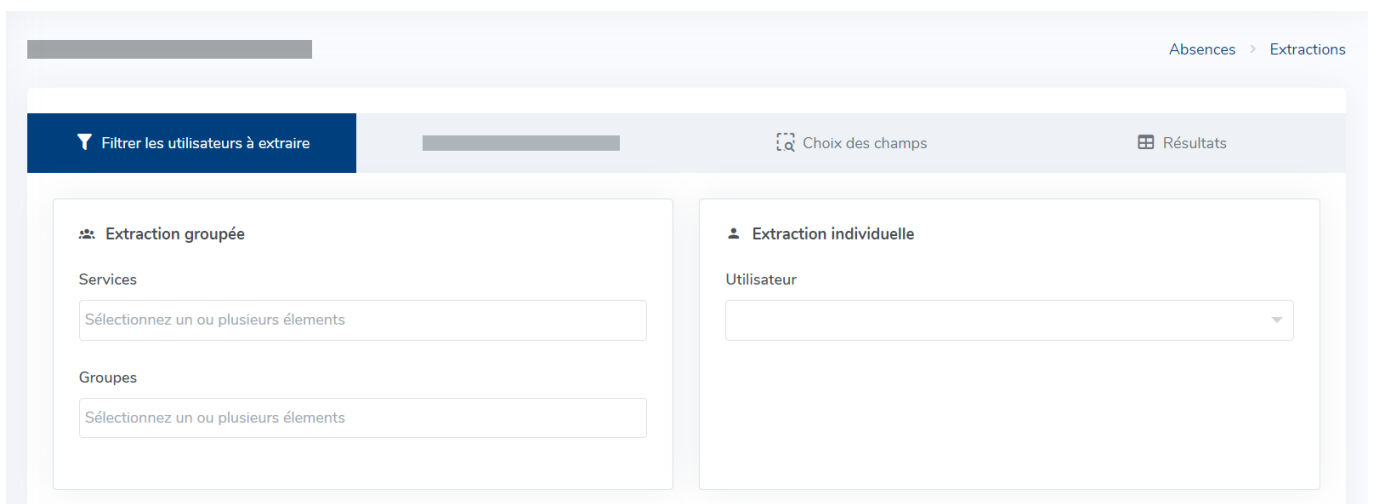 Absences > Extractions
Filtrer les utilisateurs à extraire
Choix des champs
Résultats
Extraction groupée
Services
Sélectionnez un ou plusieurs élements
Groupes
Sélectionnez un ou plusieurs élements
Extraction individuelle
Utilisateur